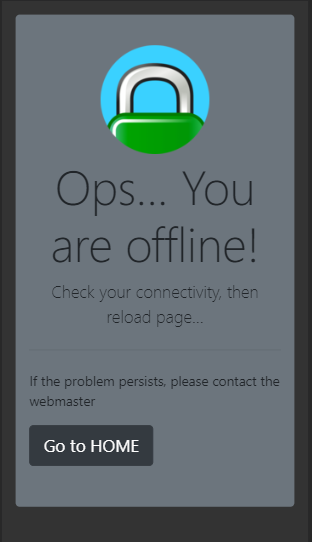 Ops... You
are offline!
Check your connectivity, then
reload page...
If the problem persists, please contact the
webmaster
Go to HOME